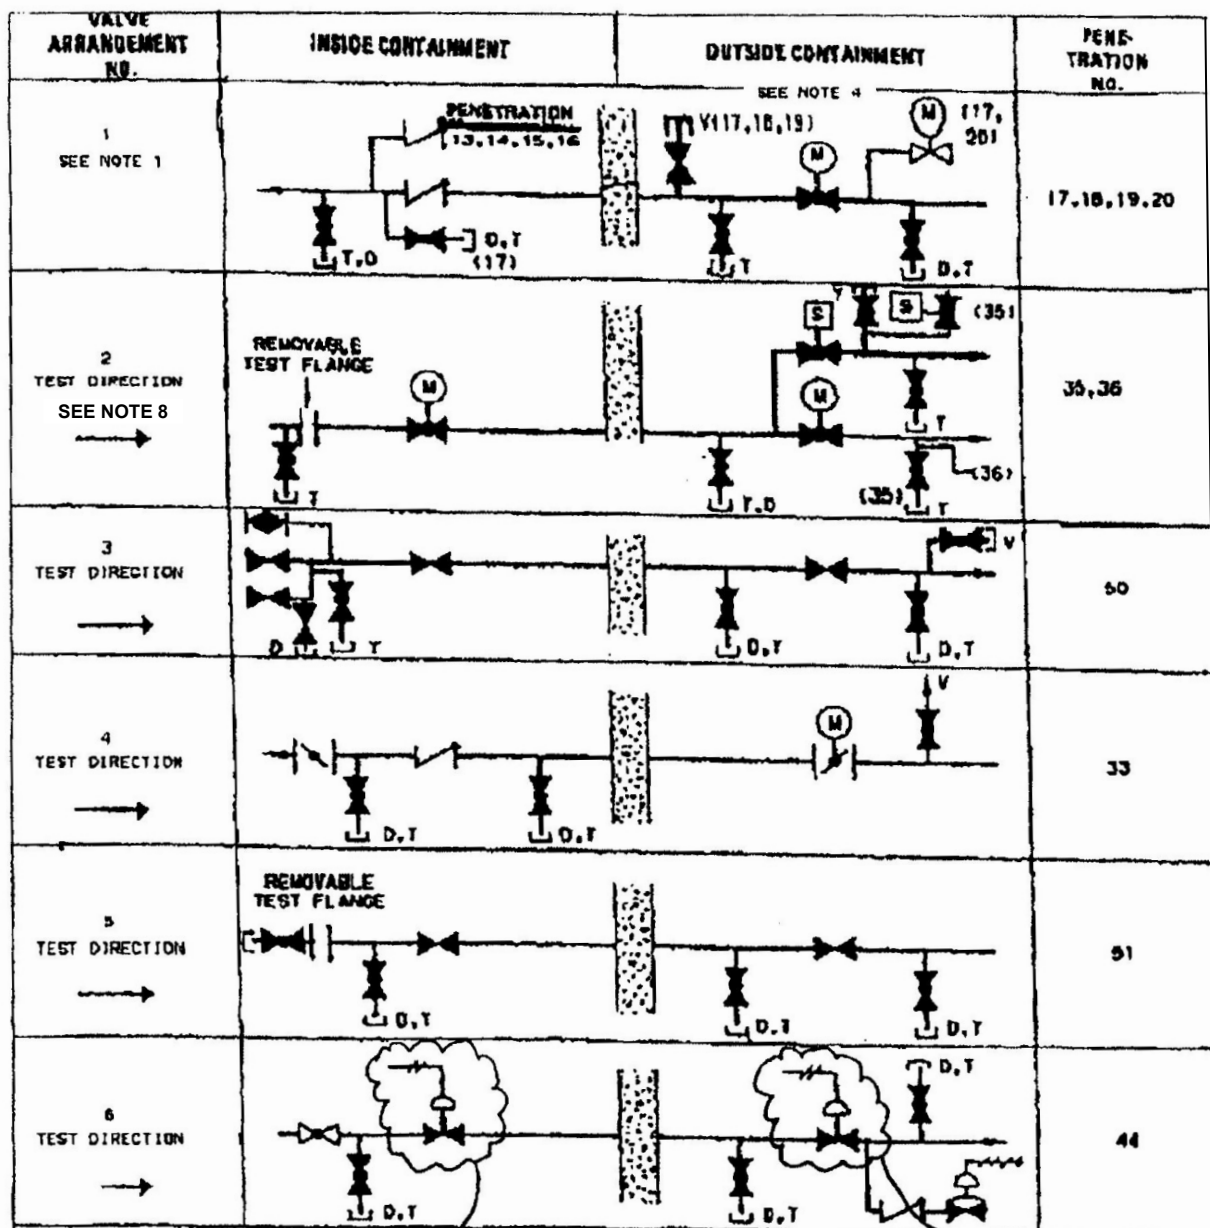 VALVE
ARRANGEMENT
NO.
INSIDE CONTAINMENT
OUTSIDE CONTAINMENT
PENE-
TRATION
NO.
1
SEE NOTE 1
PENETRATION
13,14,15,16
T,D
D,T
(17)
SEE NOTE 4
V(17,18,19)
M
M
(17,
20)
T
D,T
17,18,19,20
2
TEST DIRECTION
SEE NOTE 8
REMOVABLE
TEST FLANGE
M
T
S
S
(35)
M
T
T,D
(35)
T
(36)
35,36
3
TEST DIRECTION
D
T
D,T
V
D,T
50
4
TEST DIRECTION
D,T
D,T
M
V
33
5
TEST DIRECTION
REMOVABLE
TEST FLANGE
D,T
D,T
D,T
51
6
TEST DIRECTION
D,T
D,T
D,T
44